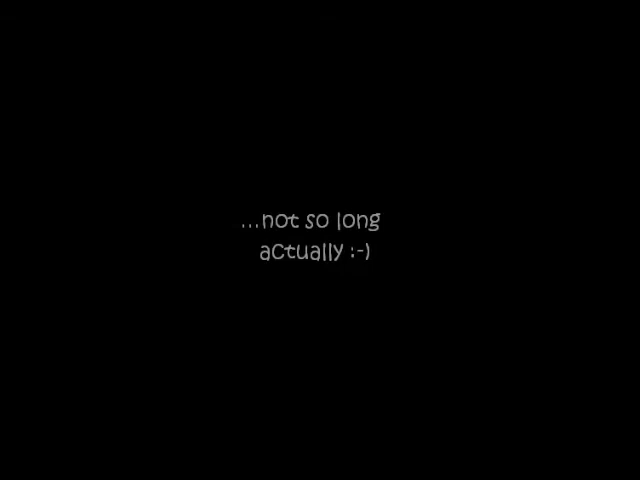 ...not so long
actually :-)